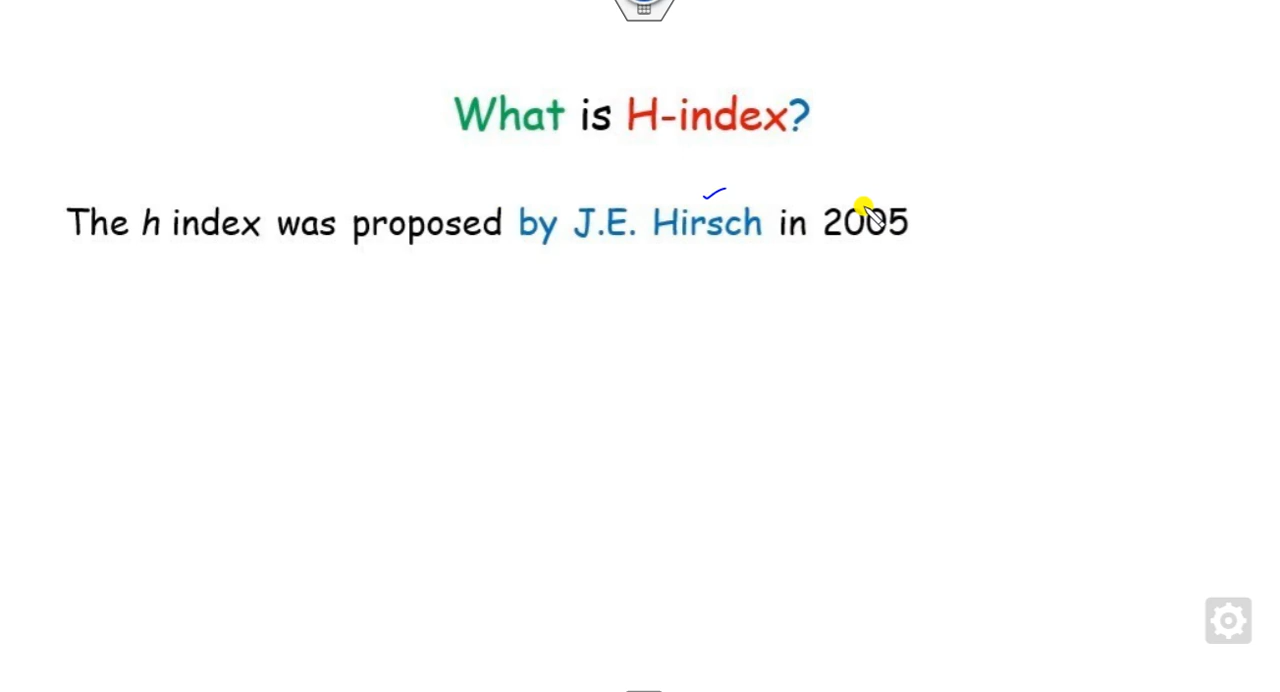 What is H-index?
The h index was proposed by J.E. Hirsch in 2005